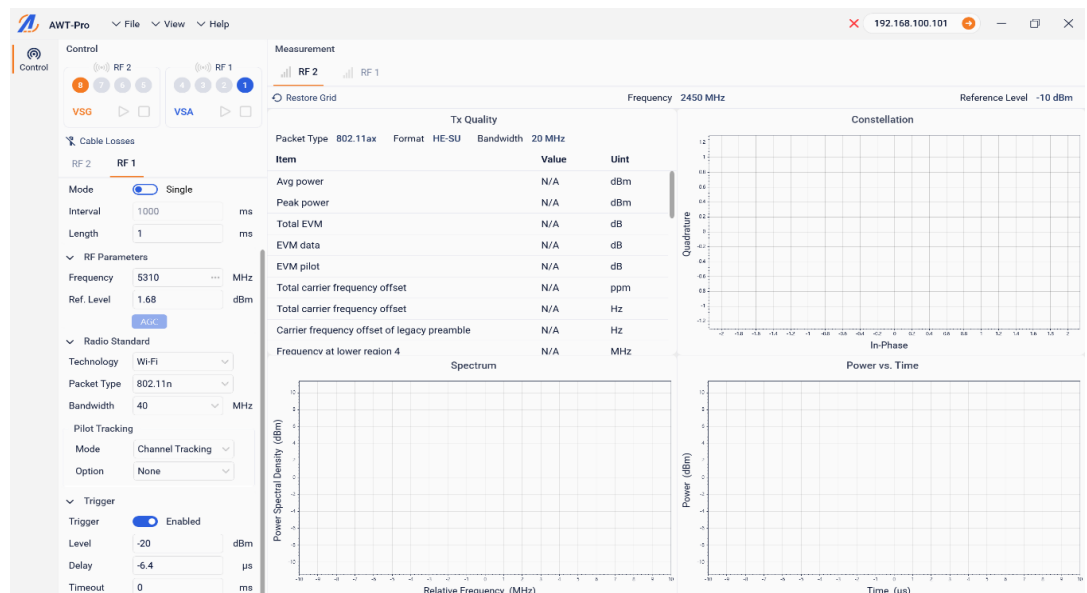 AWT-Pro File View Help 192.168.100.101
Control
Control
RF 2 RF 1
8 7 6 5 4 3 2 1
VSG VSA
Cable Losses
RF 2 RF 1
Mode Single
Interval 1000 ms
Length 1 ms
RF Parameters
Frequency 5310 ... MHz
Ref. Level 1.68 dBm
AGC
Radio Standard
Technology Wi-Fi
Packet Type 802.11n
Bandwidth 40 MHz
Pilot Tracking
Mode Channel Tracking
Option None
Trigger
Trigger Enabled
Level -20 dBm
Delay -6.4 µs
Timeout 0 ms
Measurement
RF 2 RF 1
Restore Grid Frequency 2450 MHz Reference Level -10 dBm
Tx Quality
Packet Type 802.11ax Format HE-SU Bandwidth 20 MHz
Item Value Uint
Avg power N/A dBm
Peak power N/A dBm
Total EVM N/A dB
EVM data N/A dB
EVM pilot N/A dB
Total carrier frequency offset N/A ppm
Total carrier frequency offset N/A Hz
Carrier frequency offset of legacy preamble N/A Hz
Frequency at lower region 4 N/A MHz
Constellation
Quadrature
In-Phase
Spectrum
Power Spectral Density (dBm)
Relative Frequency (MHz)
Power vs. Time
Power (dBm)
Time (us)